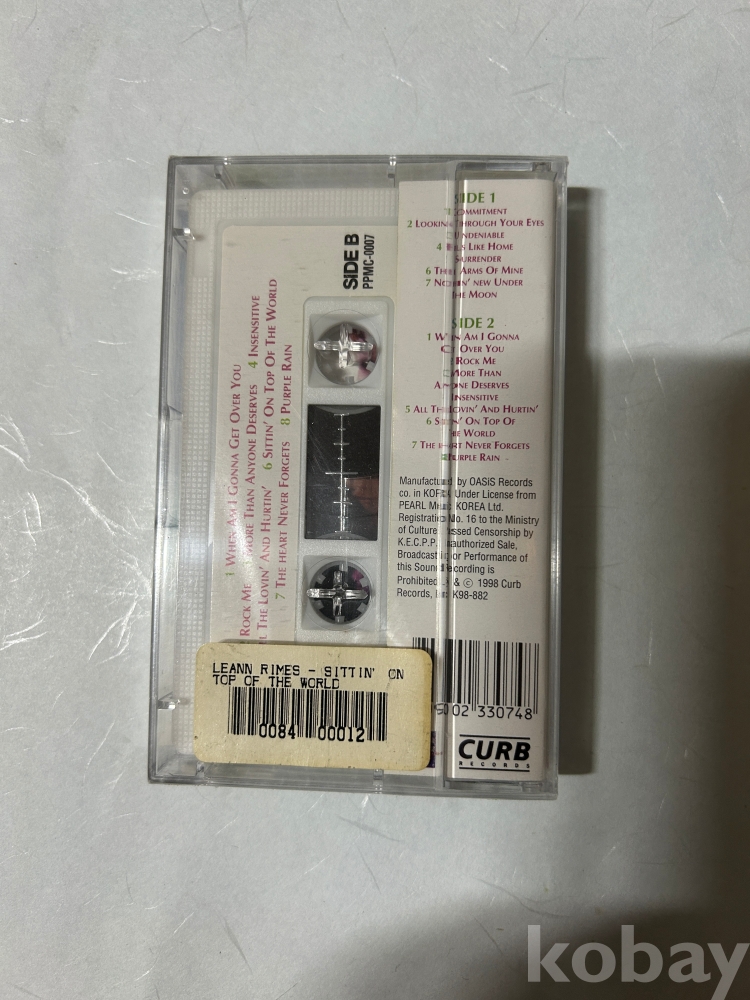 SIDE 1
COMMITMENT
2 LOOKIN THROUGH YOUR EYES
UNDENIABLE
4 LIKE HOME
SURRENDER
6 ARMS OF MINE
7 NEW UNDER
THE MOON
SIDE 2
1 AM I GONNA
OVER YOU
ROCK ME
MORE THAN
DESERVES
INSENSITIVE
5 ALL LOVIN' AND HURTIN'
6 ON TOP OF
THE WORLD
7 THE HEART NEVER FORGETS
PURPLE RAIN
Manufactured by OASIS Records
co. in KOREA Under License from
PEARL Music KOREA Ltd.
Registration No. 16 to the Ministry
of Culture. Passed Censorship by
K.E.C.P.P. Unauthorized Sale,
Broadcasting or Performance of
this Sound Recording is
Prohibited. & © 1998 Curb
Records, Inc. K98-882
02 330748
CURB
RECORDS
SIDE B
PPMC-0007
1 WHEN AM I GONNA GET OVER YOU
ROCK ME MORE THAN ANYONE DESERVES 4 INSENSITIVE
THE LOVIN' AND HURTIN' 6 SITTIN' ON TOP OF THE WORLD
7 THE HEART NEVER FORGETS 8 PURPLE RAIN
LEANN RIMES - SITTIN' ON
TOP OF THE WORLD
0084 00012
kobay